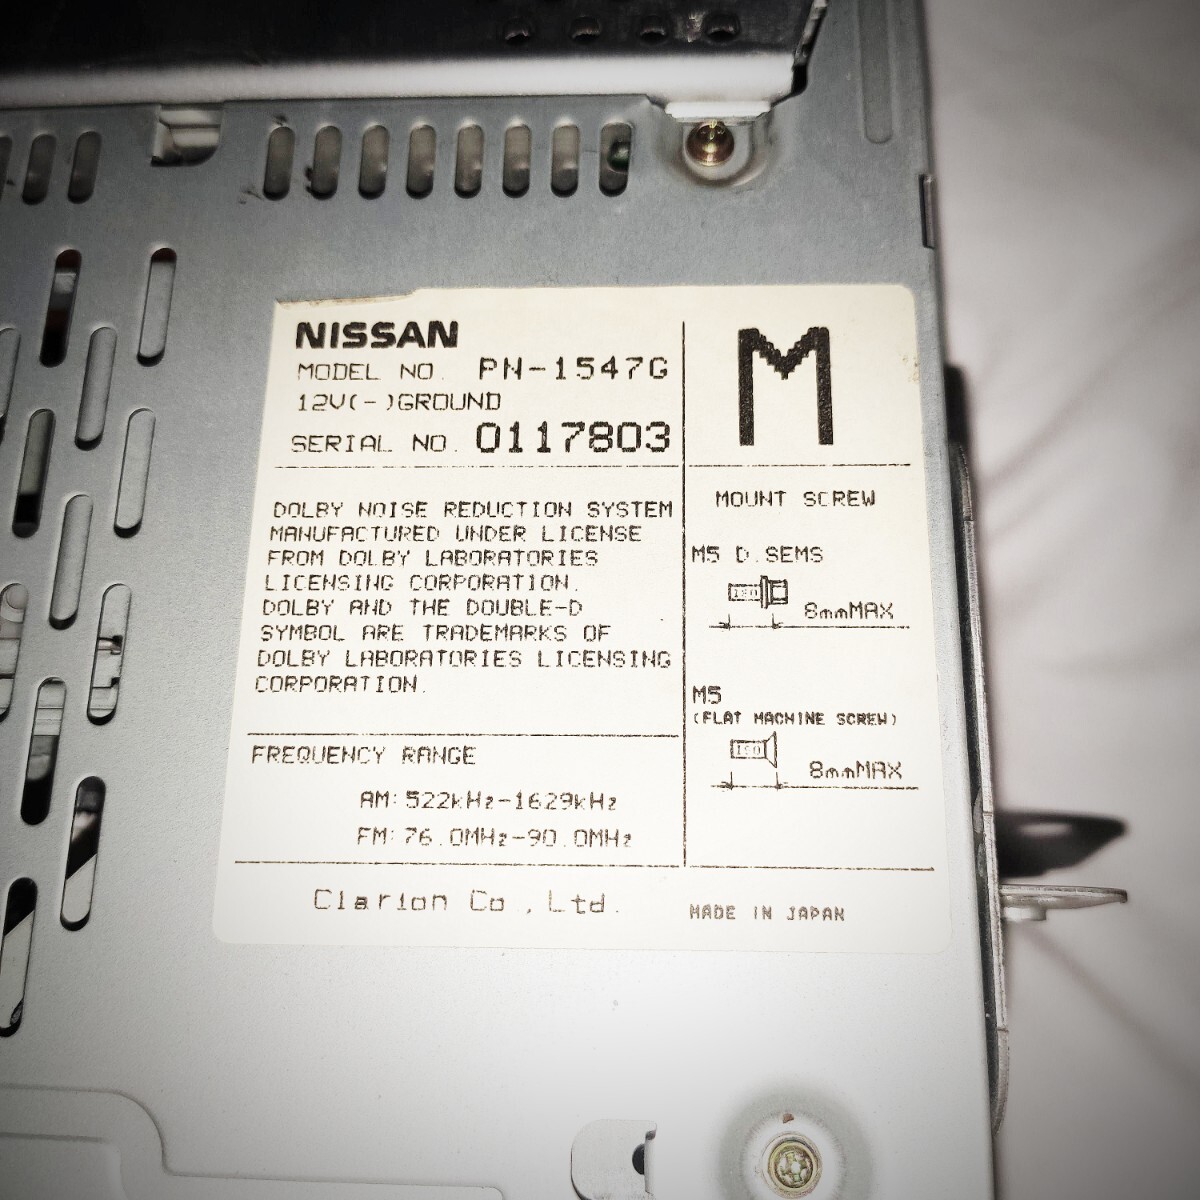 NISSAN
MODEL NO. PN-1547G
12V(-)GROUND
SERIAL NO. 0117803
M
DOLBY NOISE REDUCTION SYSTEM
MANUFACTURED UNDER LICENSE
FROM DOLBY LABORATORIES
LICENSING CORPORATION.
DOLBY AND THE DOUBLE-D
SYMBOL ARE TRADEMARKS OF
DOLBY LABORATORIES LICENSING
CORPORATION.
MOUNT SCREW
M5 D.SEMS
ISO
8mmMAX
M5
(FLAT MACHINE SCREW)
ISO
8mmMAX
FREQUENCY RANGE
AM: 522kHz-1629kHz
FM: 76.0MHz-90.0MHz
Clarion Co.,Ltd.
MADE IN JAPAN